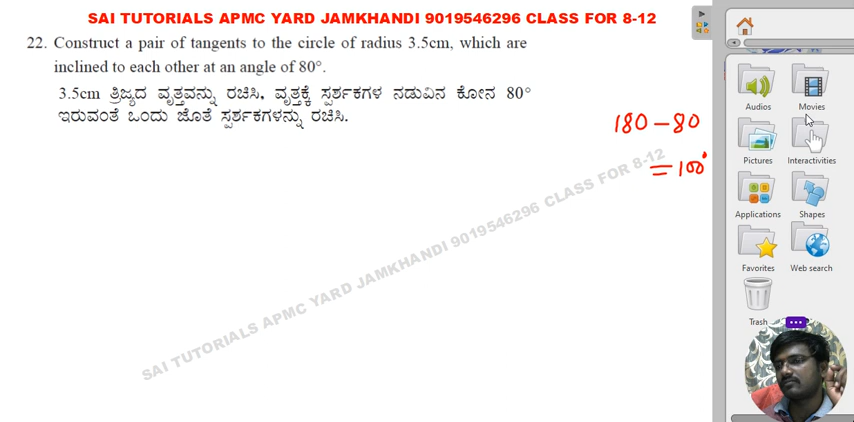 SAI TUTORIALS APMC YARD JAMKHANDI 9019546296 CLASS FOR 8-12
22. Construct a pair of tangents to the circle of radius 3.5cm, which are
inclined to each other at an angle of 80°.
3.5cm ತ್ರಿಜ್ಯದ ವೃತ್ತವನ್ನು ರಚಿಸಿ, ವೃತ್ತಕ್ಕೆ ಸ್ಪರ್ಶಕಗಳ ನಡುವಿನ ಕೋನ 80°
ಇರುವಂತೆ ಒಂದು ಜೊತೆ ಸ್ಪರ್ಶಕಗಳನ್ನು ರಚಿಸಿ.
180 – 80
= 100°
SAI TUTORIALS APMC YARD JAMKHANDI 9019546296 CLASS FOR 8-12
Audios
Movies
Pictures
Interactivities
Applications
Shapes
Favorites
Web search
Trash